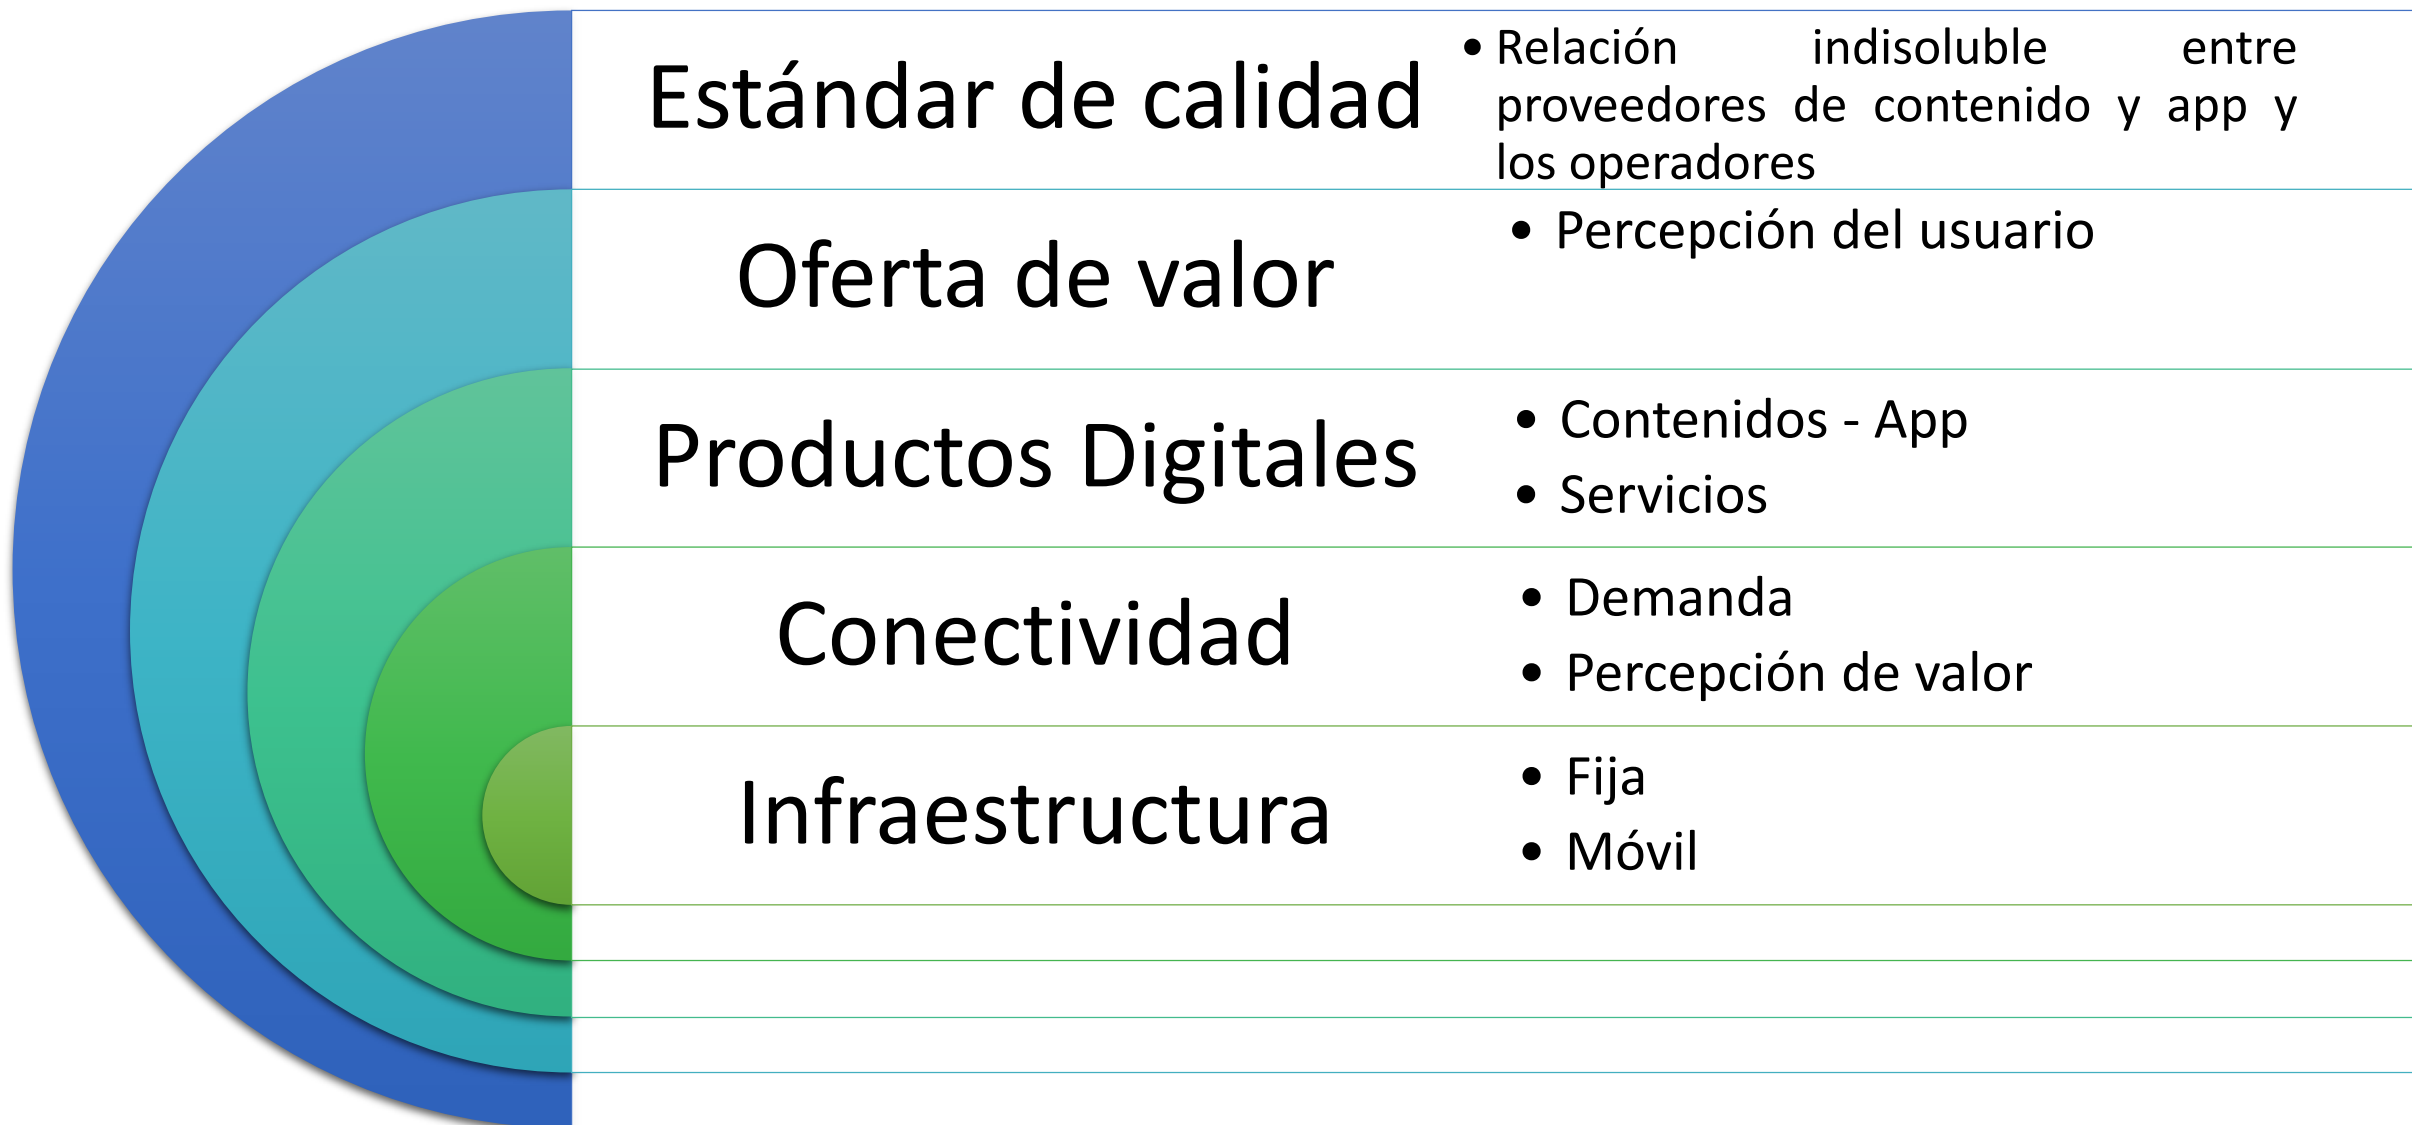 Estándar de calidad
• Relación indisoluble entre
proveedores de contenido y app y
los operadores
Oferta de valor
• Percepción del usuario
Productos Digitales
• Contenidos - App
• Servicios
Conectividad
• Demanda
• Percepción de valor
Infraestructura
• Fija
• Móvil